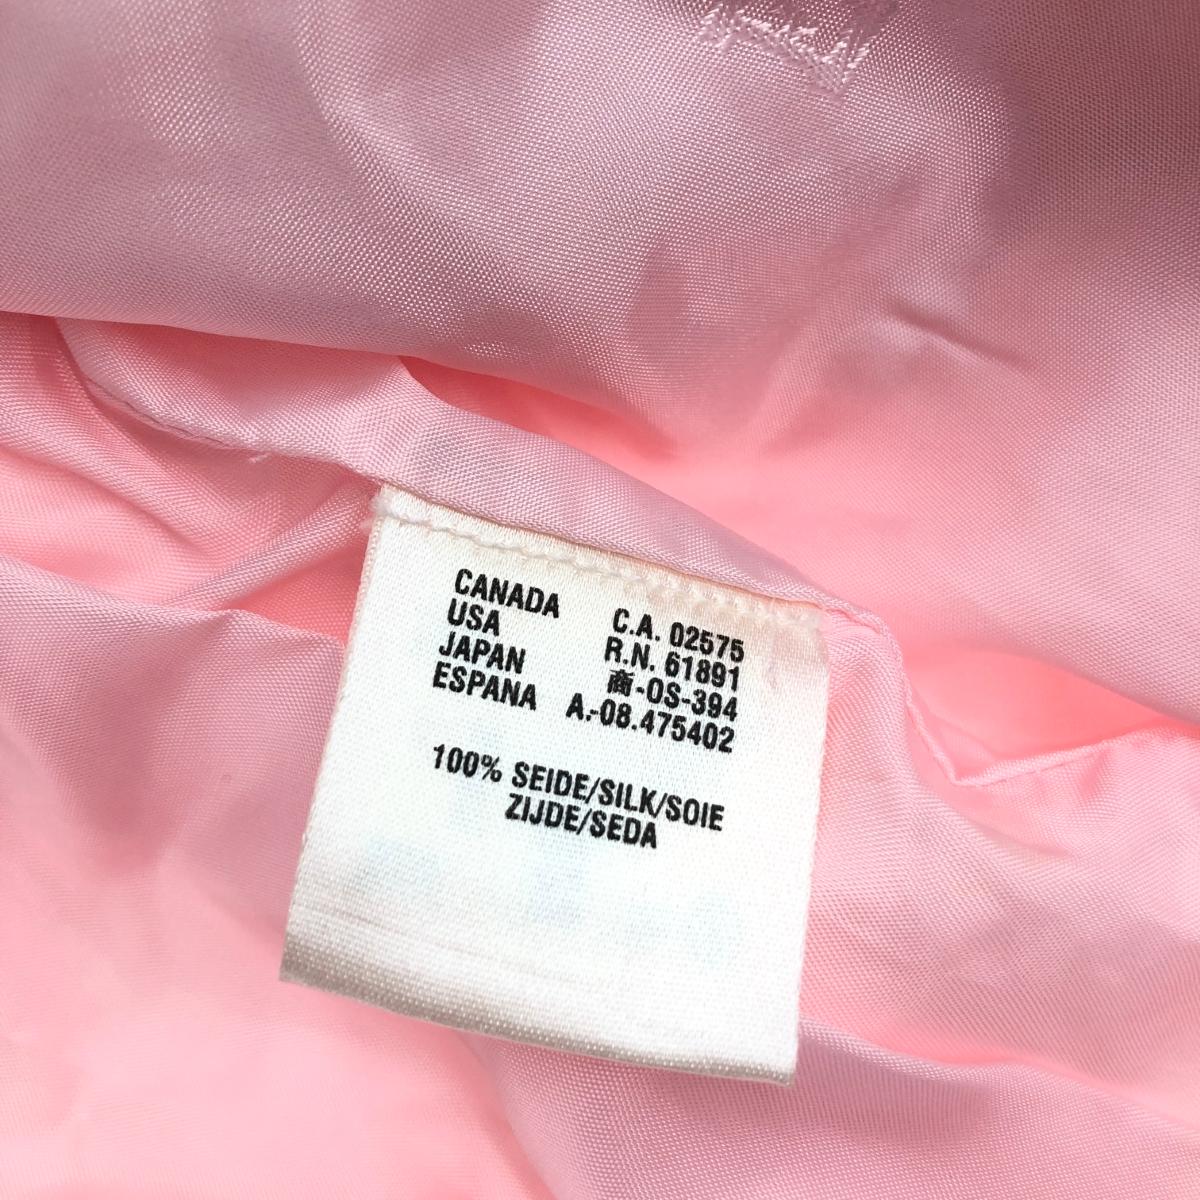 CANADA C.A. 02575
USA R.N. 61891
JAPAN 商-OS-394
ESPANA A.-08.475402
100% SEIDE/SILK/SOIE
ZIJDE/SEDA